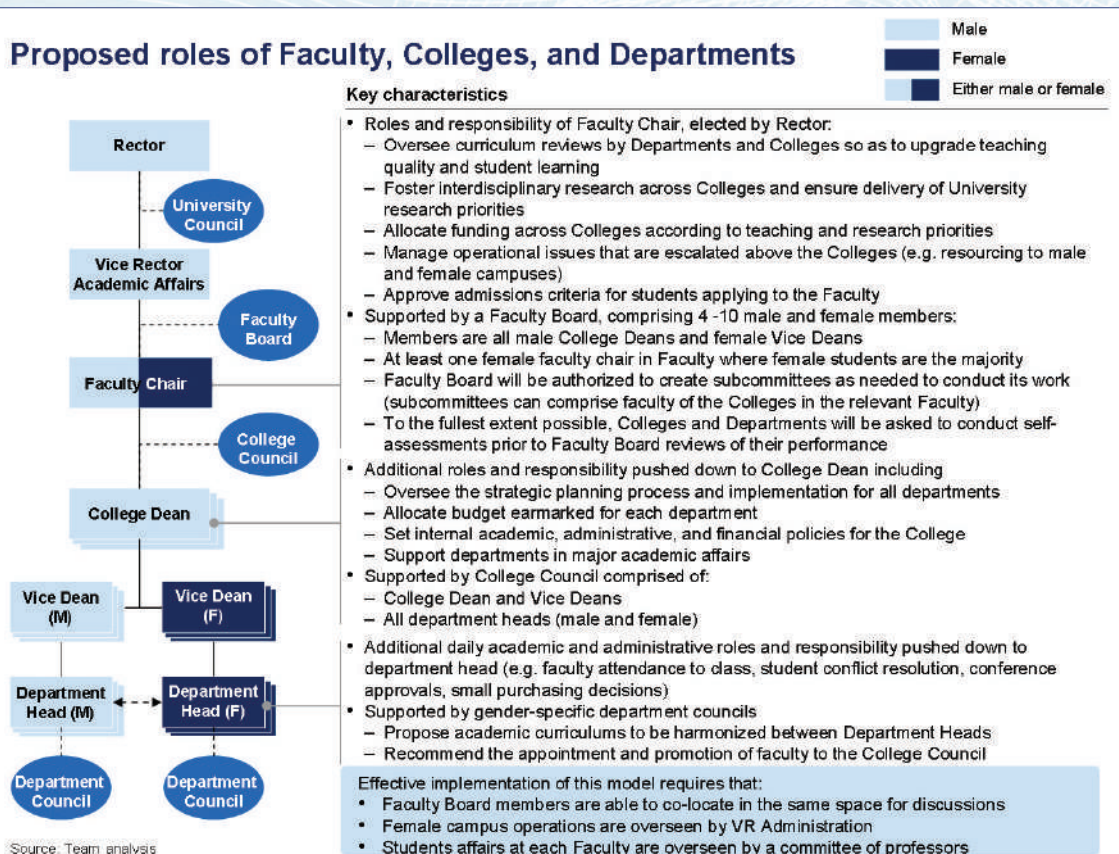 Proposed roles of Faculty, Colleges, and Departments
Male
Female
Either male or female
Rector
University
Council
Vice Rector
Academic Affairs
Faculty
Board
Faculty Chair
College
Council
College Dean
Vice Dean
(M)
Vice Dean
(F)
Department
Head (M)
Department
Head (F)
Department
Council
Department
Council
Key characteristics
• Roles and responsibility of Faculty Chair, elected by Rector:
– Oversee curriculum reviews by Departments and Colleges so as to upgrade teaching
quality and student learning
– Foster interdisciplinary research across Colleges and ensure delivery of University
research priorities
– Allocate funding across Colleges according to teaching and research priorities
– Manage operational issues that are escalated above the Colleges (e.g. resourcing to male
and female campuses)
– Approve admissions criteria for students applying to the Faculty
• Supported by a Faculty Board, comprising 4 -10 male and female members:
– Members are all male College Deans and female Vice Deans
– At least one female faculty chair in Faculty where female students are the majority
– Faculty Board will be authorized to create subcommittees as needed to conduct its work
(subcommittees can comprise faculty of the Colleges in the relevant Faculty)
– To the fullest extent possible, Colleges and Departments will be asked to conduct self-
assessments prior to Faculty Board reviews of their performance
• Additional roles and responsibility pushed down to College Dean including
– Oversee the strategic planning process and implementation for all departments
– Allocate budget earmarked for each department
– Set internal academic, administrative, and financial policies for the College
– Support departments in major academic affairs
• Supported by College Council comprised of:
– College Dean and Vice Deans
– All department heads (male and female)
• Additional daily academic and administrative roles and responsibility pushed down to
department head (e.g. faculty attendance to class, student conflict resolution, conference
approvals, small purchasing decisions)
• Supported by gender-specific department councils
– Propose academic curriculums to be harmonized between Department Heads
– Recommend the appointment and promotion of faculty to the College Council
Effective implementation of this model requires that:
• Faculty Board members are able to co-locate in the same space for discussions
• Female campus operations are overseen by VR Administration
• Students affairs at each Faculty are overseen by a committee of professors
Source: Team analysis